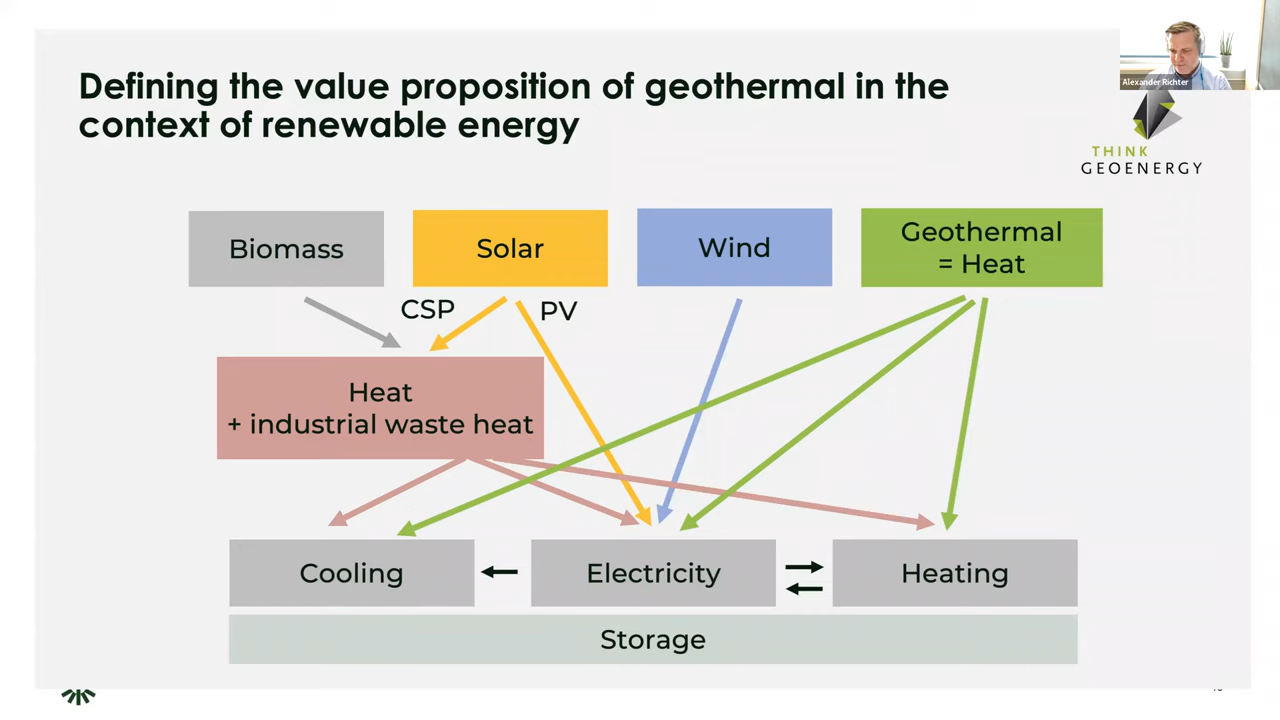 Defining the value proposition of geothermal in the
context of renewable energy
Alexander Richter
THINK
GEOENERGY
Biomass
Solar
Wind
Geothermal
= Heat
CSP
PV
Heat
+ industrial waste heat
Cooling
Electricity
Heating
Storage